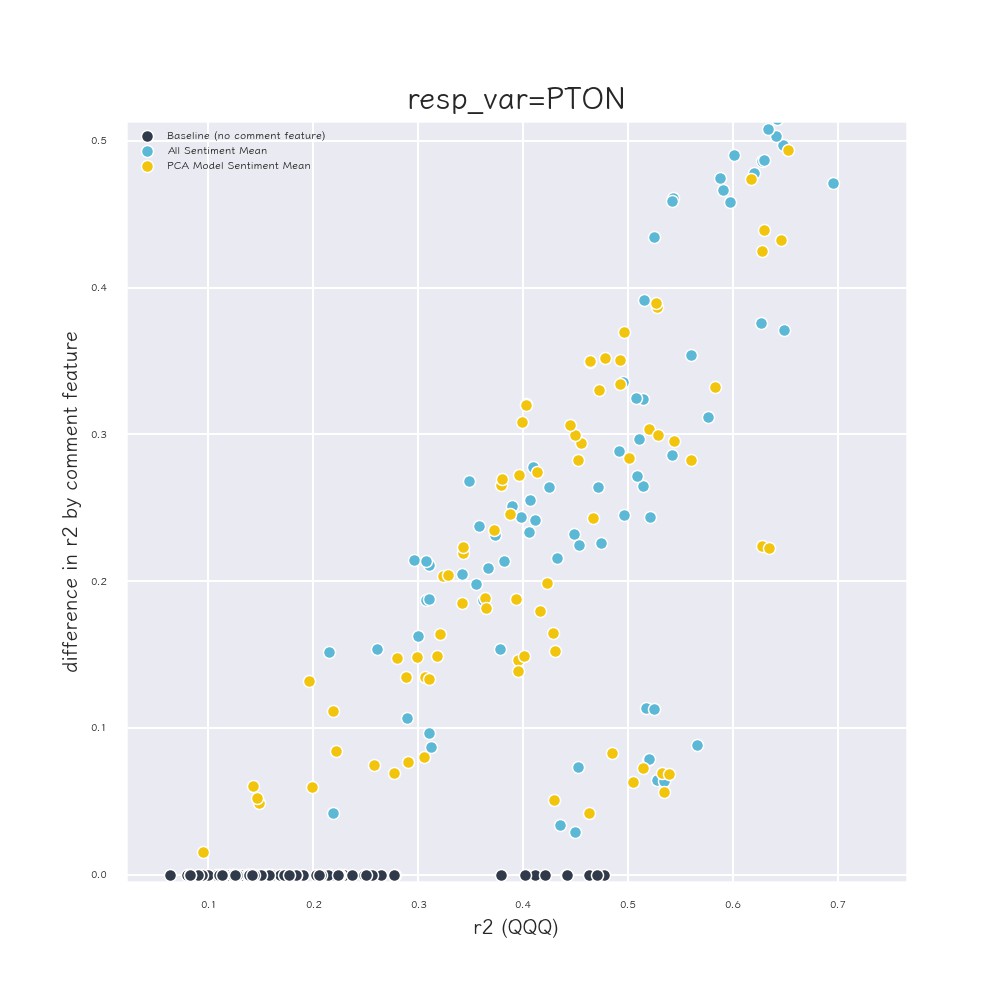 resp_var=PTON
Baseline (no comment feature)
All Sentiment Mean
PCA Model Sentiment Mean
difference in r2 by comment feature
0.5
0.4
0.3
0.2
0.1
0.0
0.1 0.2 0.3 0.4 0.5 0.6 0.7
r2 (QQQ)